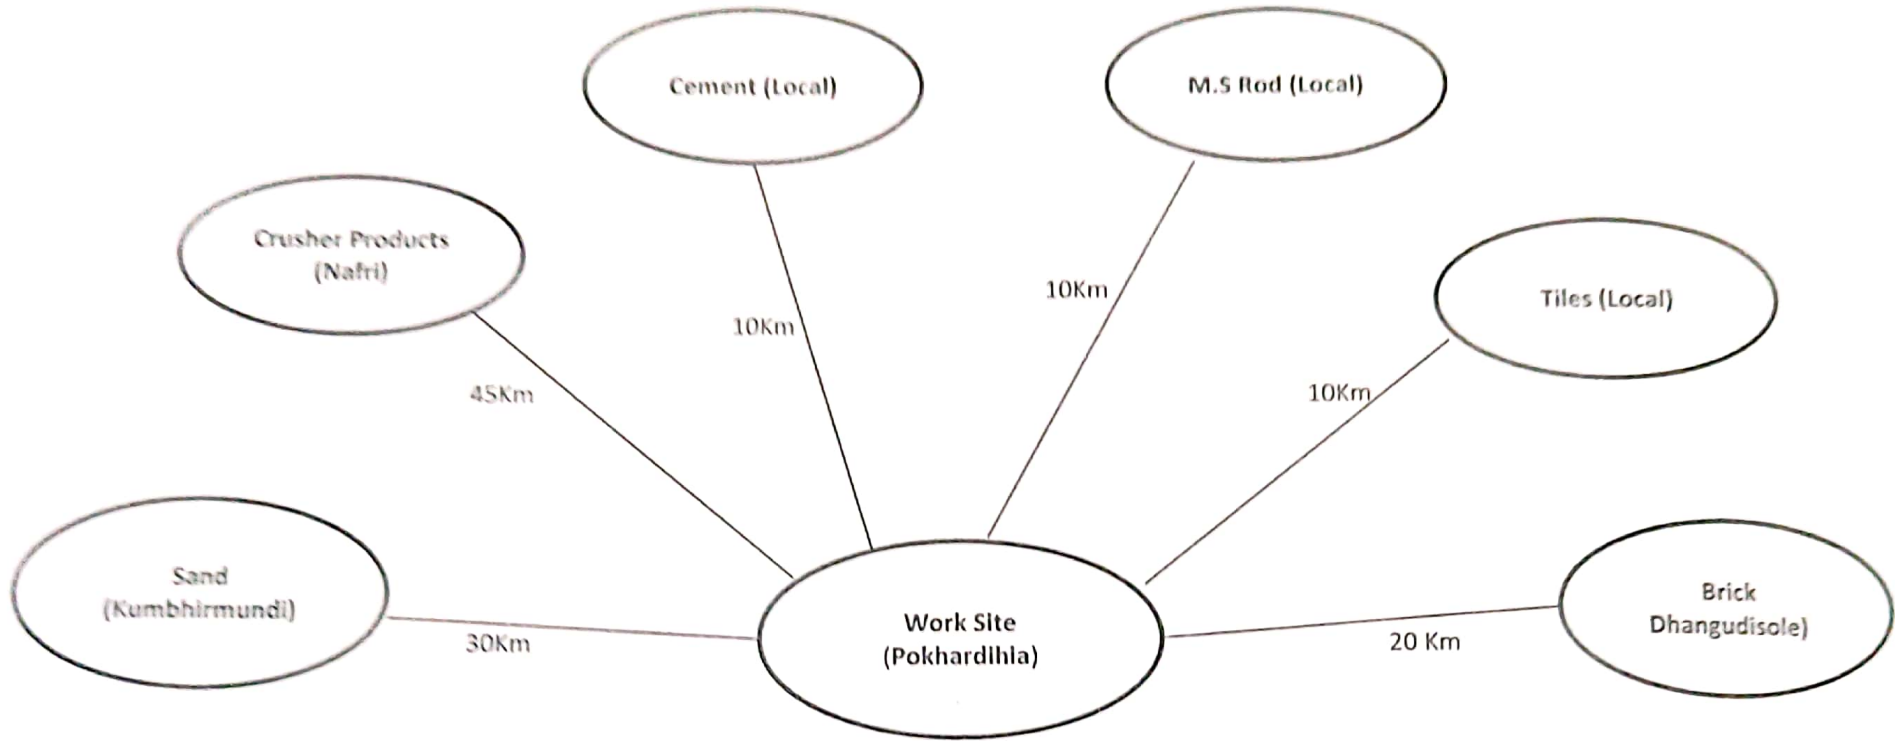 Cement (Local)
M.S Rod (Local)
Crusher Products
(Nafri)
Tiles (Local)
10Km
10Km
45Km
10Km
Sand
(Kumbhirmundi)
30Km
Work Site
(Pokhardihia)
20 Km
Brick
Dhangudisole)